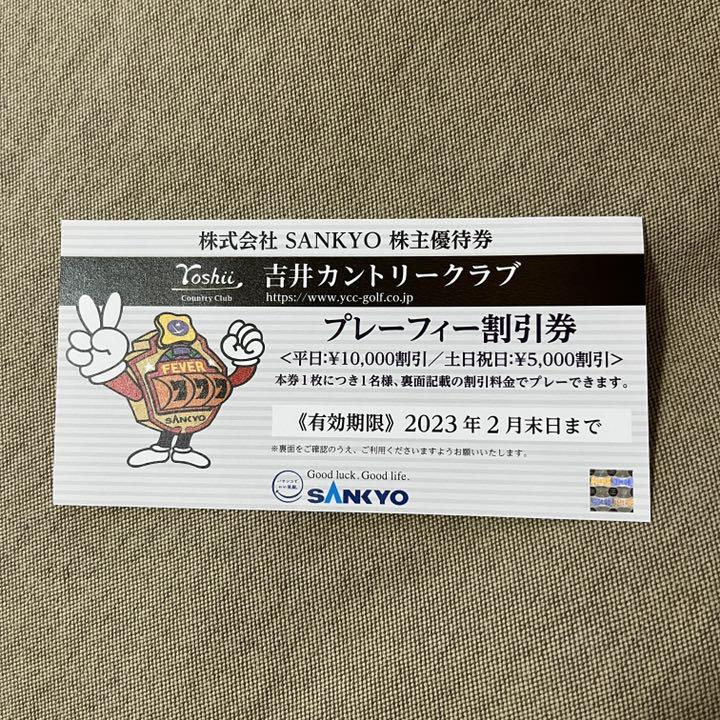 株式会社 SANKYO 株主優待券
Yoshii
Country Club
吉井カントリークラブ
https://www.ycc-golf.co.jp
プレーフィー割引券
＜平日：¥10,000割引／土日祝日：¥5,000割引＞
本券1枚につき1名様、裏面記載の割引料金でプレーできます。
FEVER
777
SANKYO
《有効期限》2023年2月末日まで
※裏面をご確認のうえ、ご利用くださいますようお願いいたします。
Good luck. Good life.
SANKYO